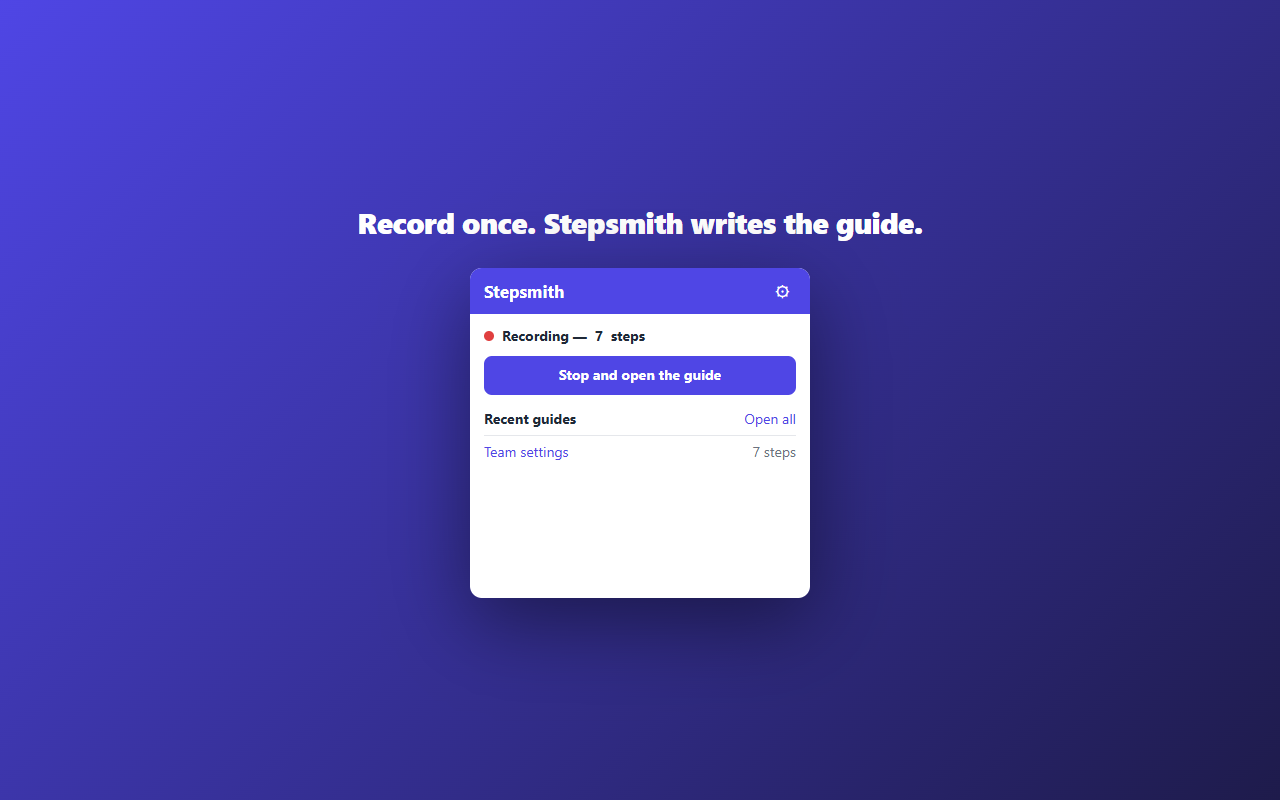 Record once. Stepsmith writes the guide.
Stepsmith
Recording — 7 steps
Stop and open the guide
Recent guides Open all
Team settings 7 steps